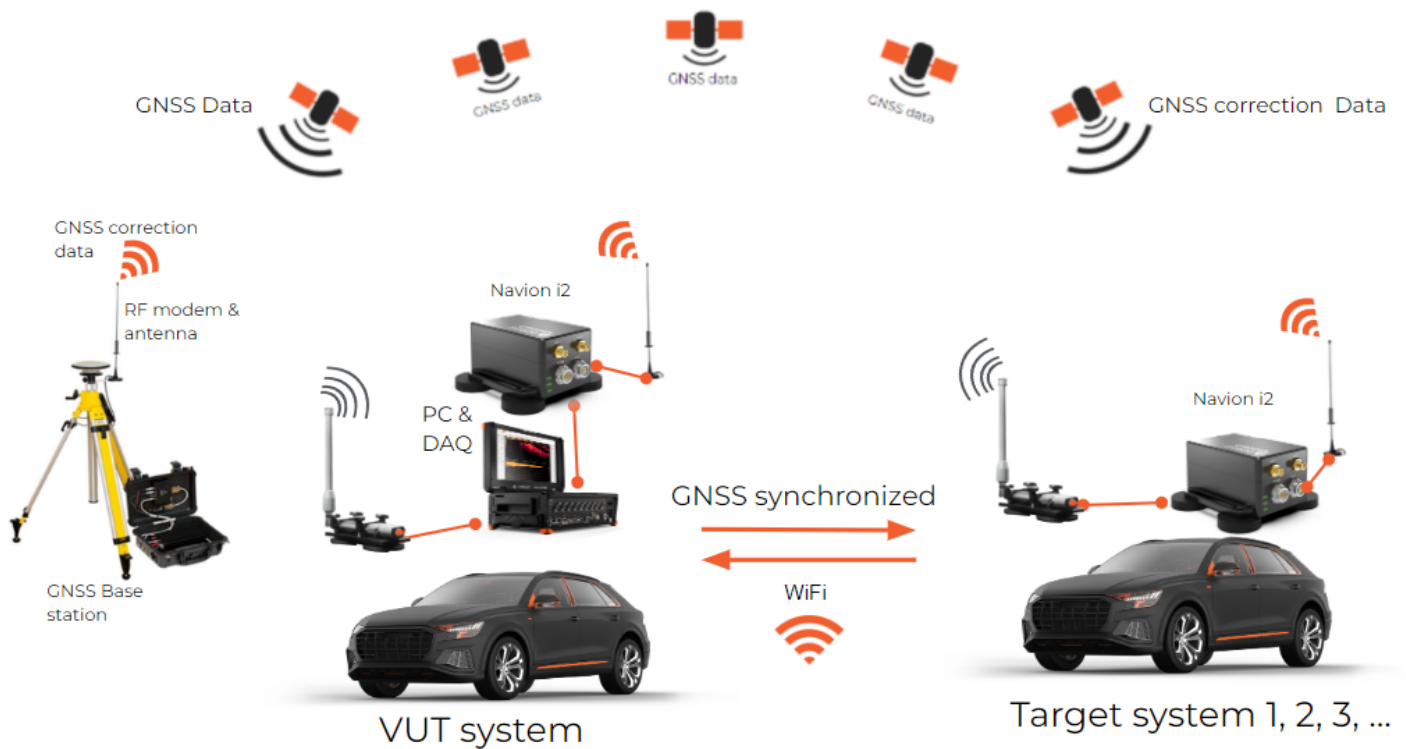 GNSS data
GNSS Data
GNSS data
GNSS data
GNSS correction  Data
GNSS correction
data
RF modem &
antenna
Navion i2
PC &
DAQ
Navion i2
GNSS synchronized
WiFi
GNSS Base
station
VUT system
Target system 1, 2, 3, ...